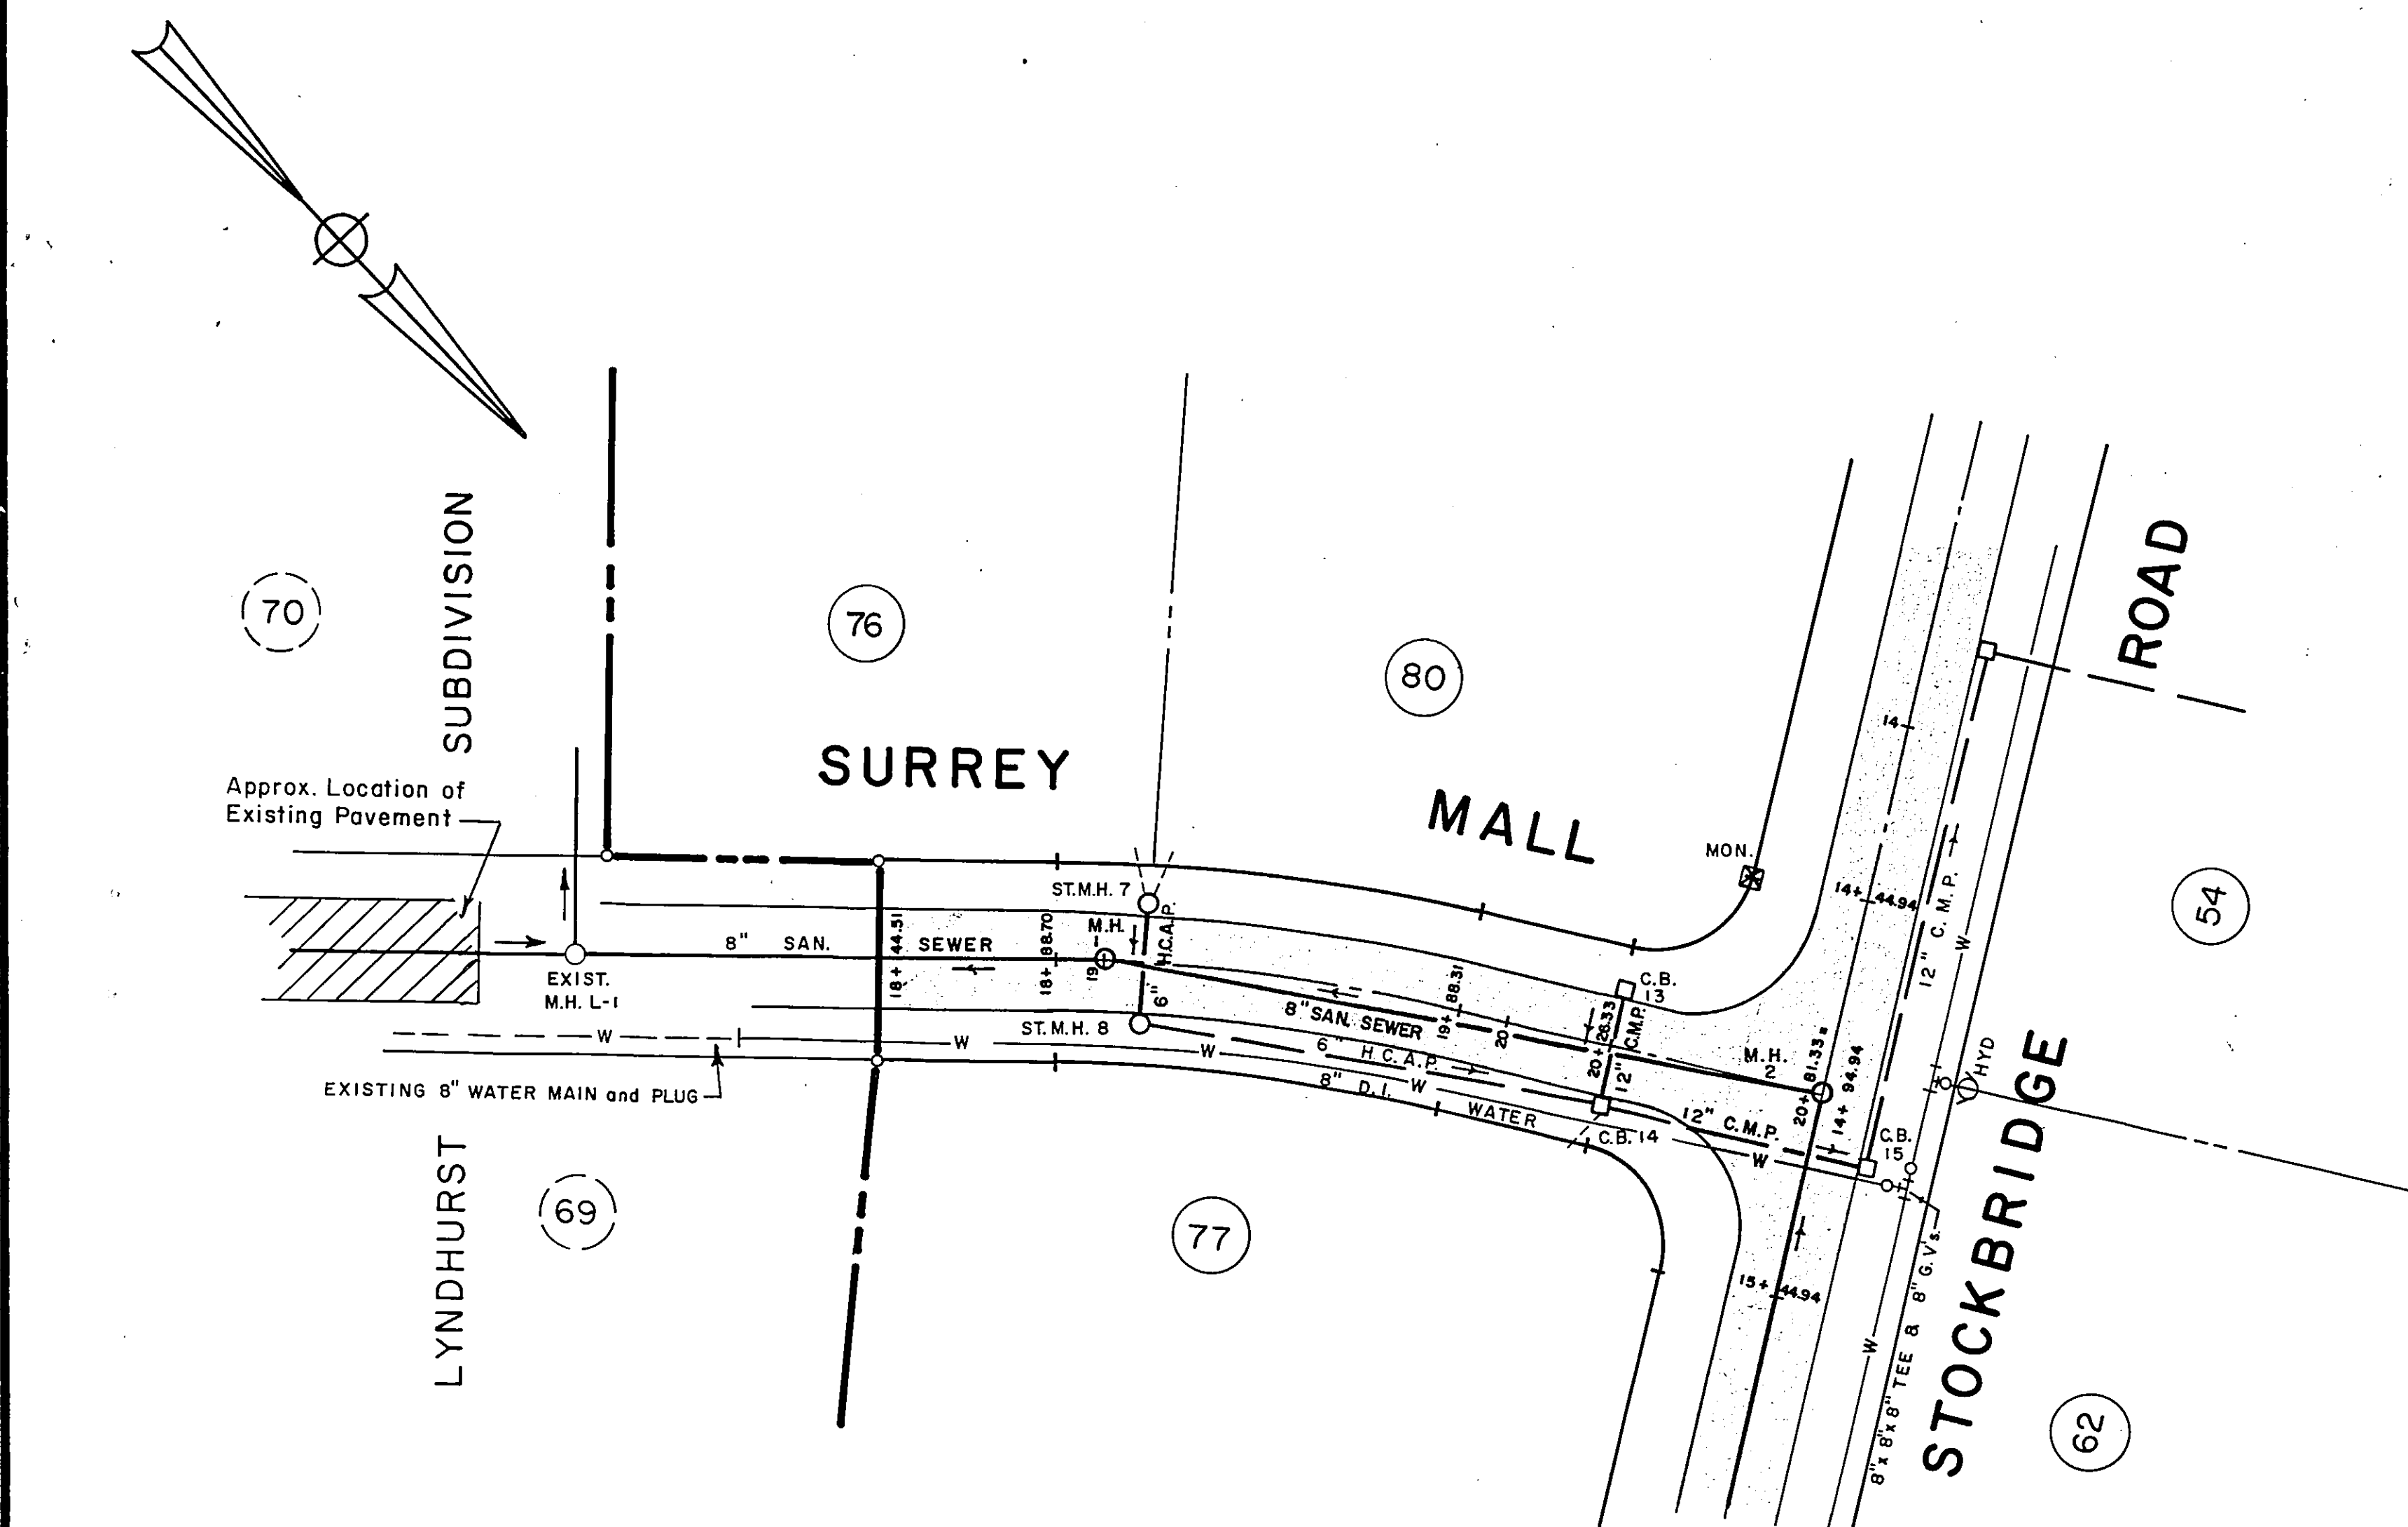 SUBDIVISION
70
76
80
ROAD
SURREY
MALL
Approx. Location of
Existing Pavement
MON.
14
54
14+ 44.94
12" C.M.P.
W
ST.M.H. 7
M.H.
1
H.C.A.P.
6"
8" SAN. SEWER
18+ 44.51
18+ 88.70
19
EXIST.
M.H. L-1
ST.M.H. 8
8" SAN. SEWER
19+ 88.31
20
C.B.
13
20+ 26.33
12" C.M.P.
M.H.
2
20+ 81.33 =
14+ 94.94
HYD
W
W
W
W
6" H.C.A.P.
8" D.I. WATER
C.B. 14
12" C.M.P.
W
C.B.
15
EXISTING 8" WATER MAIN and PLUG
LYNDHURST
69
77
15+ 44.94
W
8"x 8"x 8" TEE & 8" G.V's.
STOCKBRIDGE
62